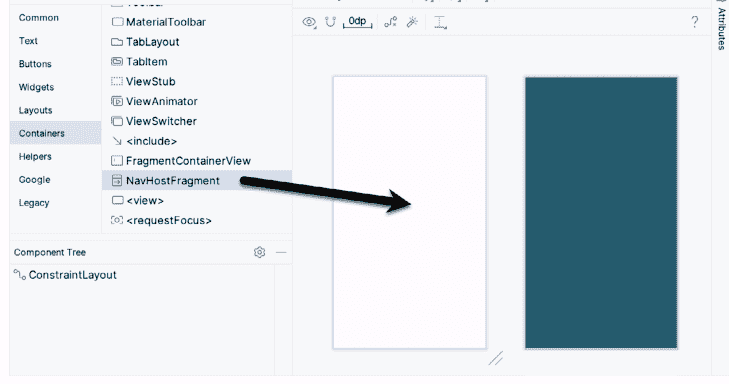 Common
Text
Buttons
Widgets
Layouts
Containers
Helpers
Google
Legacy
Toolbar
MaterialToolbar
TabLayout
TabItem
ViewStub
ViewAnimator
ViewSwitcher
<include>
FragmentContainerView
NavHostFragment
<view>
<requestFocus>
Component Tree
ConstraintLayout
0dp
?
Attributes